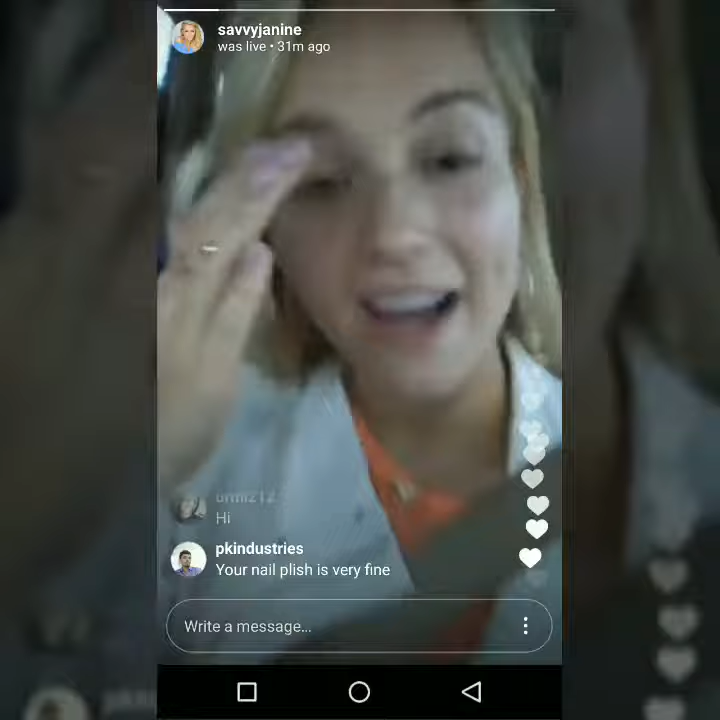 savvyjanine
was live • 31m ago
Hi
pkindustries
Your nail plish is very fine
Write a message...